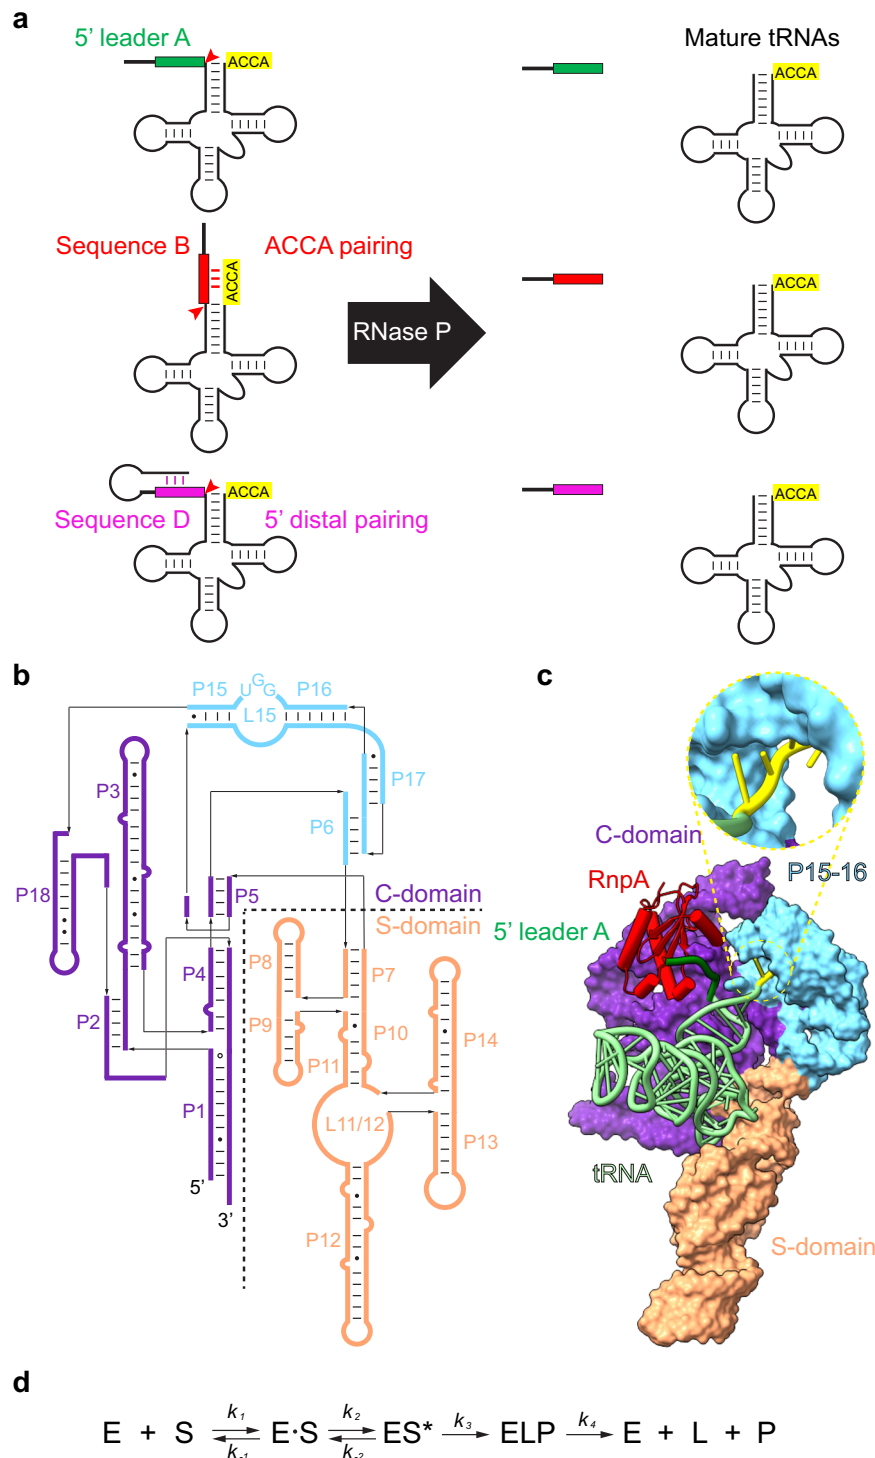 a
5' leader A
ACCA
Mature tRNAs
ACCA
Sequence B
ACCA pairing
ACCA
RNase P
ACCA
Sequence D
5' distal pairing
ACCA
ACCA
b
P15
UGG
P16
L15
P3
P17
P6
P18
P5
C-domain
S-domain
P4
P8
P7
P2
P9
P10
P14
P11
P1
L11/12
P13
5'
3'
P12
c
C-domain
P15-16
RnpA
5' leader A
tRNA
S-domain
d
E + S k1 k-1 E·S k2 k-2 ES* k3 ELP k4 E + L + P